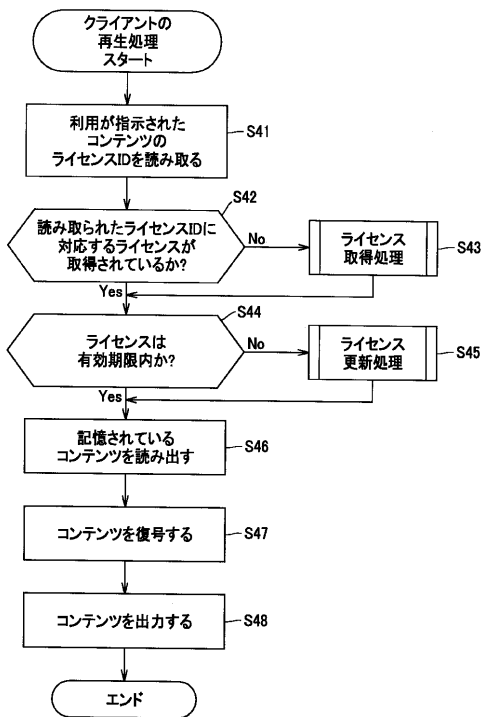 クライアントの
再生処理
スタート
利用が指示された
コンテンツの
ライセンスIDを読み取る
S41
S42
読み取られたライセンスIDに
対応するライセンスが
取得されているか?
No
ライセンス
取得処理
S43
Yes
S44
ライセンスは
有効期限内か?
No
ライセンス
更新処理
S45
Yes
記憶されている
コンテンツを読み出す
S46
コンテンツを復号する
S47
コンテンツを出力する
S48
エンド